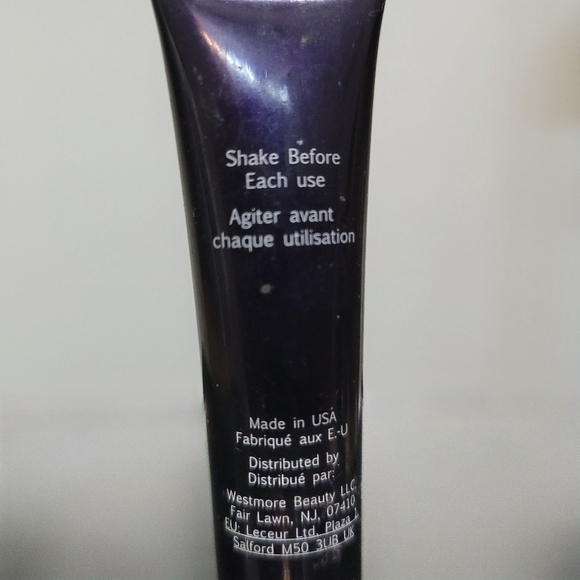 Shake Before
Each use
Agiter avant
chaque utilisation
Made in USA
Fabriqué aux E.-U
Distributed by
Distribué par:
Westmore Beauty LLC,
Fair Lawn, NJ, 07410
EU: Leceur Ltd, Plaza 1,
Salford M50 3UB UK